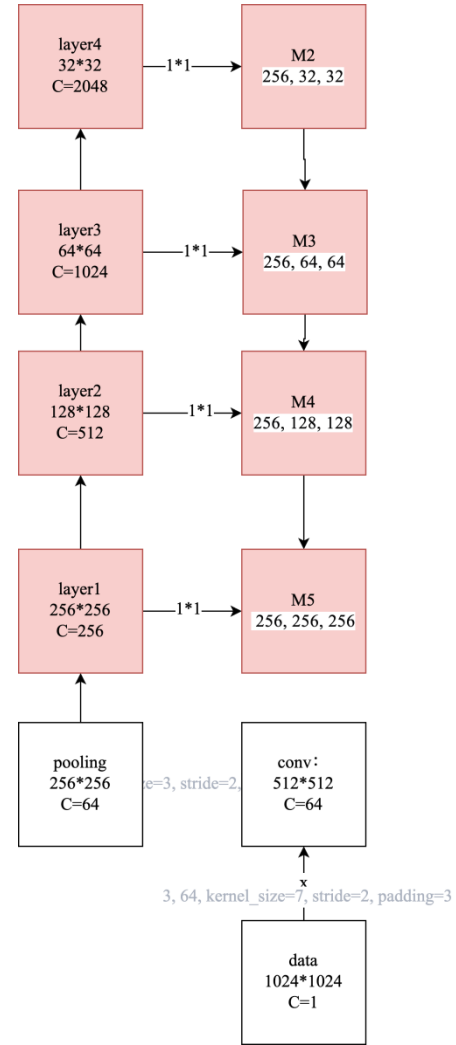 layer4
32*32
C=2048
1*1
M2
256, 32, 32
layer3
64*64
C=1024
1*1
M3
256, 64, 64
layer2
128*128
C=512
1*1
M4
256, 128, 128
layer1
256*256
C=256
1*1
M5
256, 256, 256
pooling
256*256
C=64
=3, stride=2,
conv：
512*512
C=64
x
3, 64, kernel_size=7, stride=2, padding=3
data
1024*1024
C=1